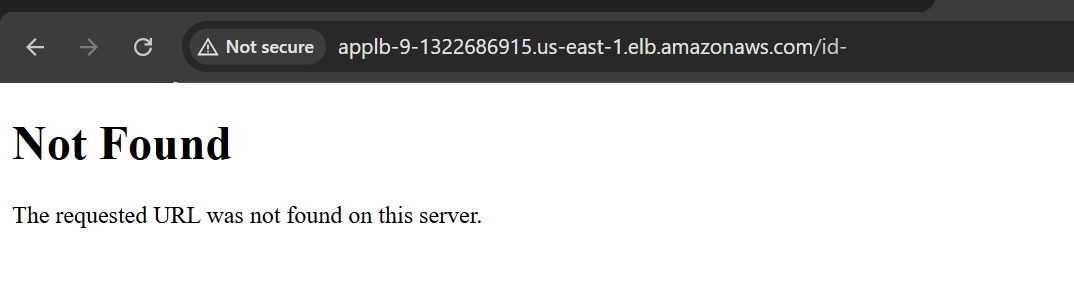 Not secure applb-9-1322686915.us-east-1.elb.amazonaws.com/id-
Not Found
The requested URL was not found on this server.